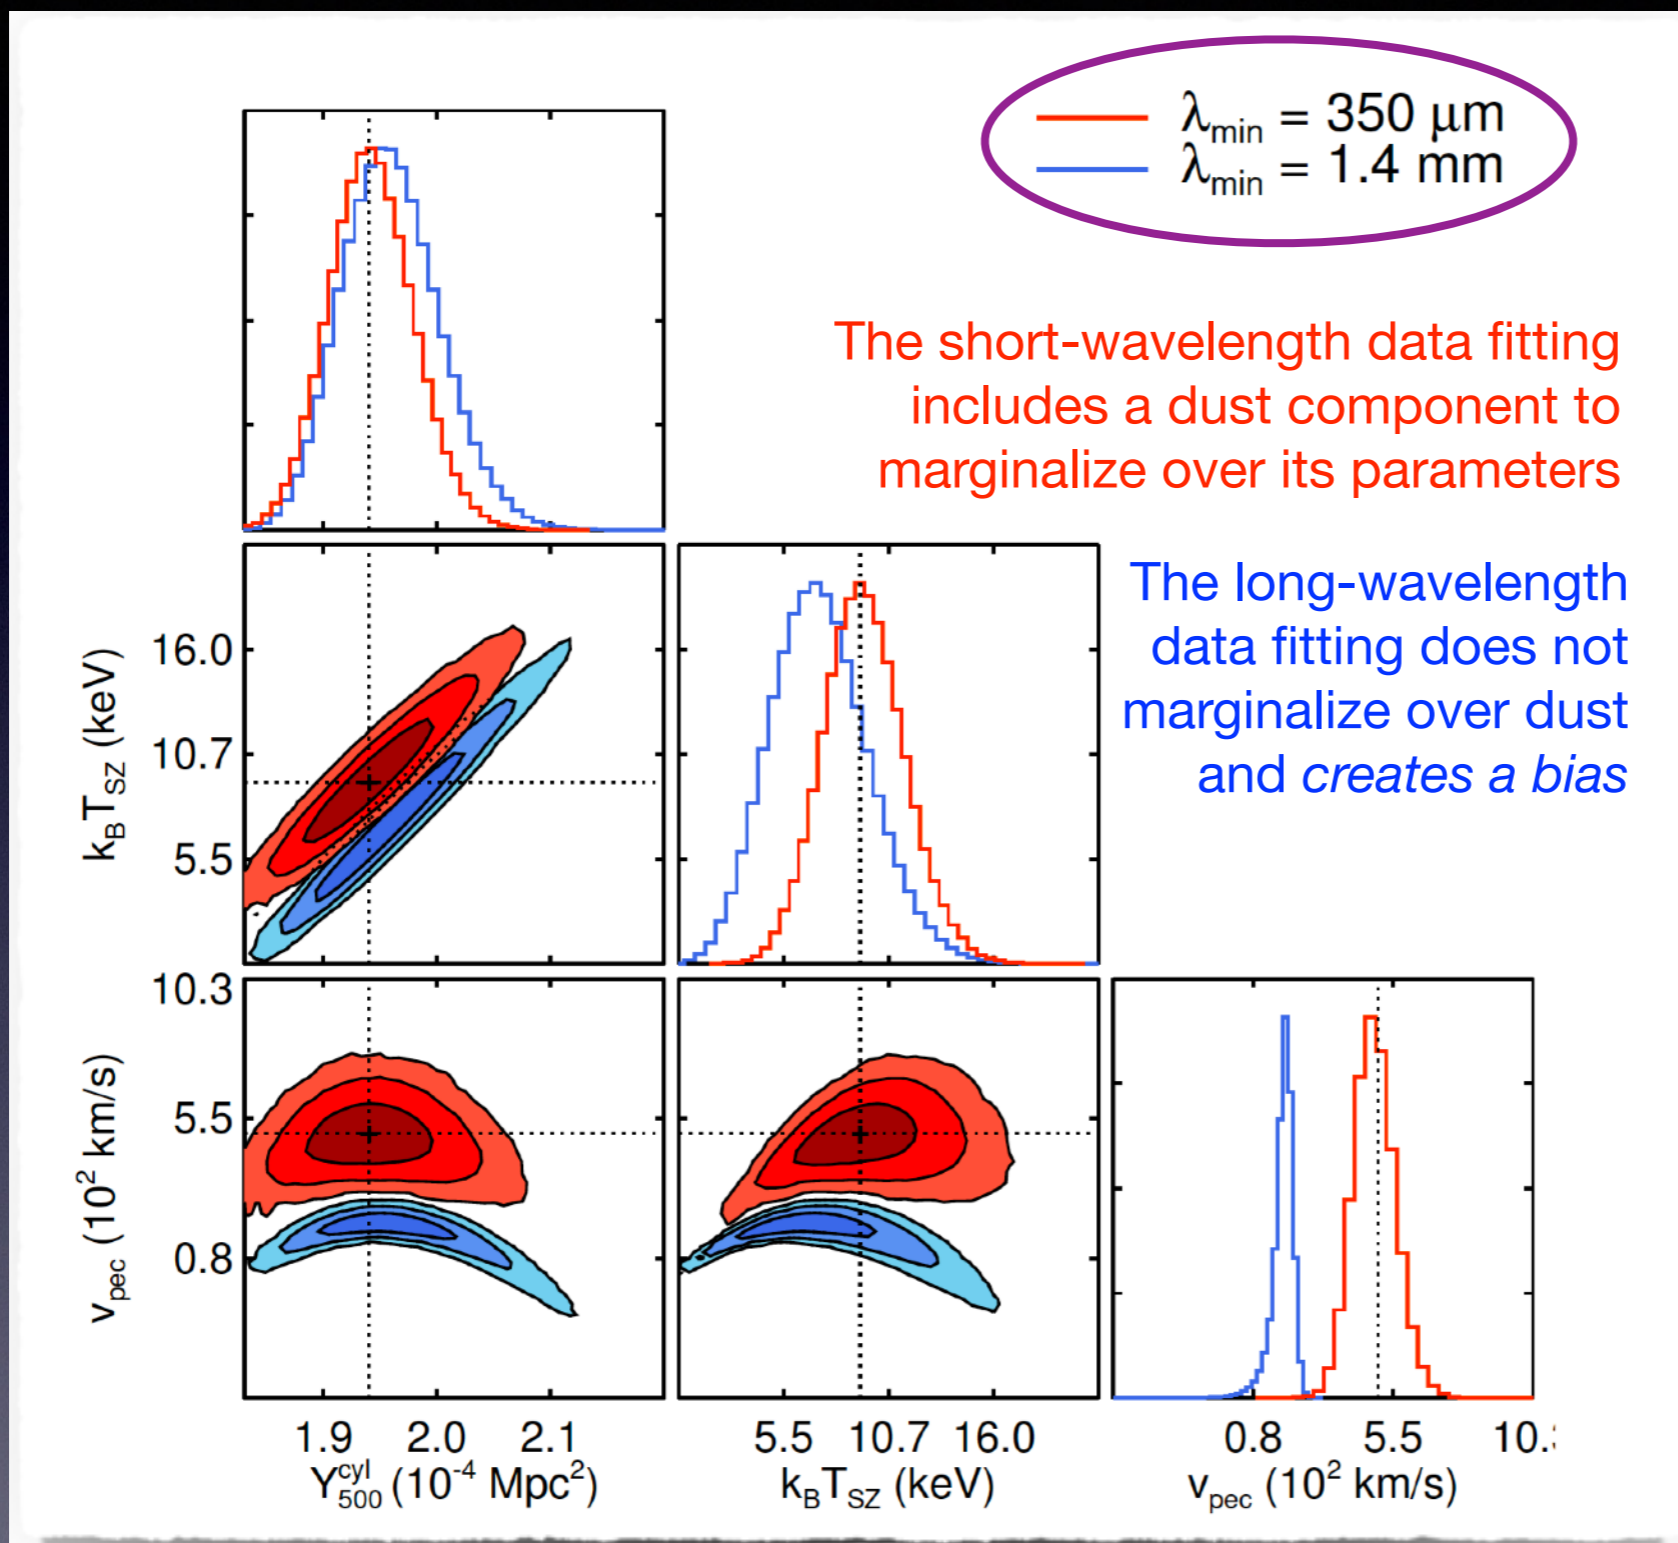 λmin = 350 μm
λmin = 1.4 mm
The short-wavelength data fitting
includes a dust component to
marginalize over its parameters
The long-wavelength
data fitting does not
marginalize over dust
and creates a bias
16.0
10.7
5.5
kBTSZ (keV)
10.3
5.5
0.8
vpec (10² km/s)
1.9 2.0 2.1
Y500cyl (10-4 Mpc2)
5.5 10.7 16.0
kBTSZ (keV)
0.8 5.5 10.
vpec (10² km/s)